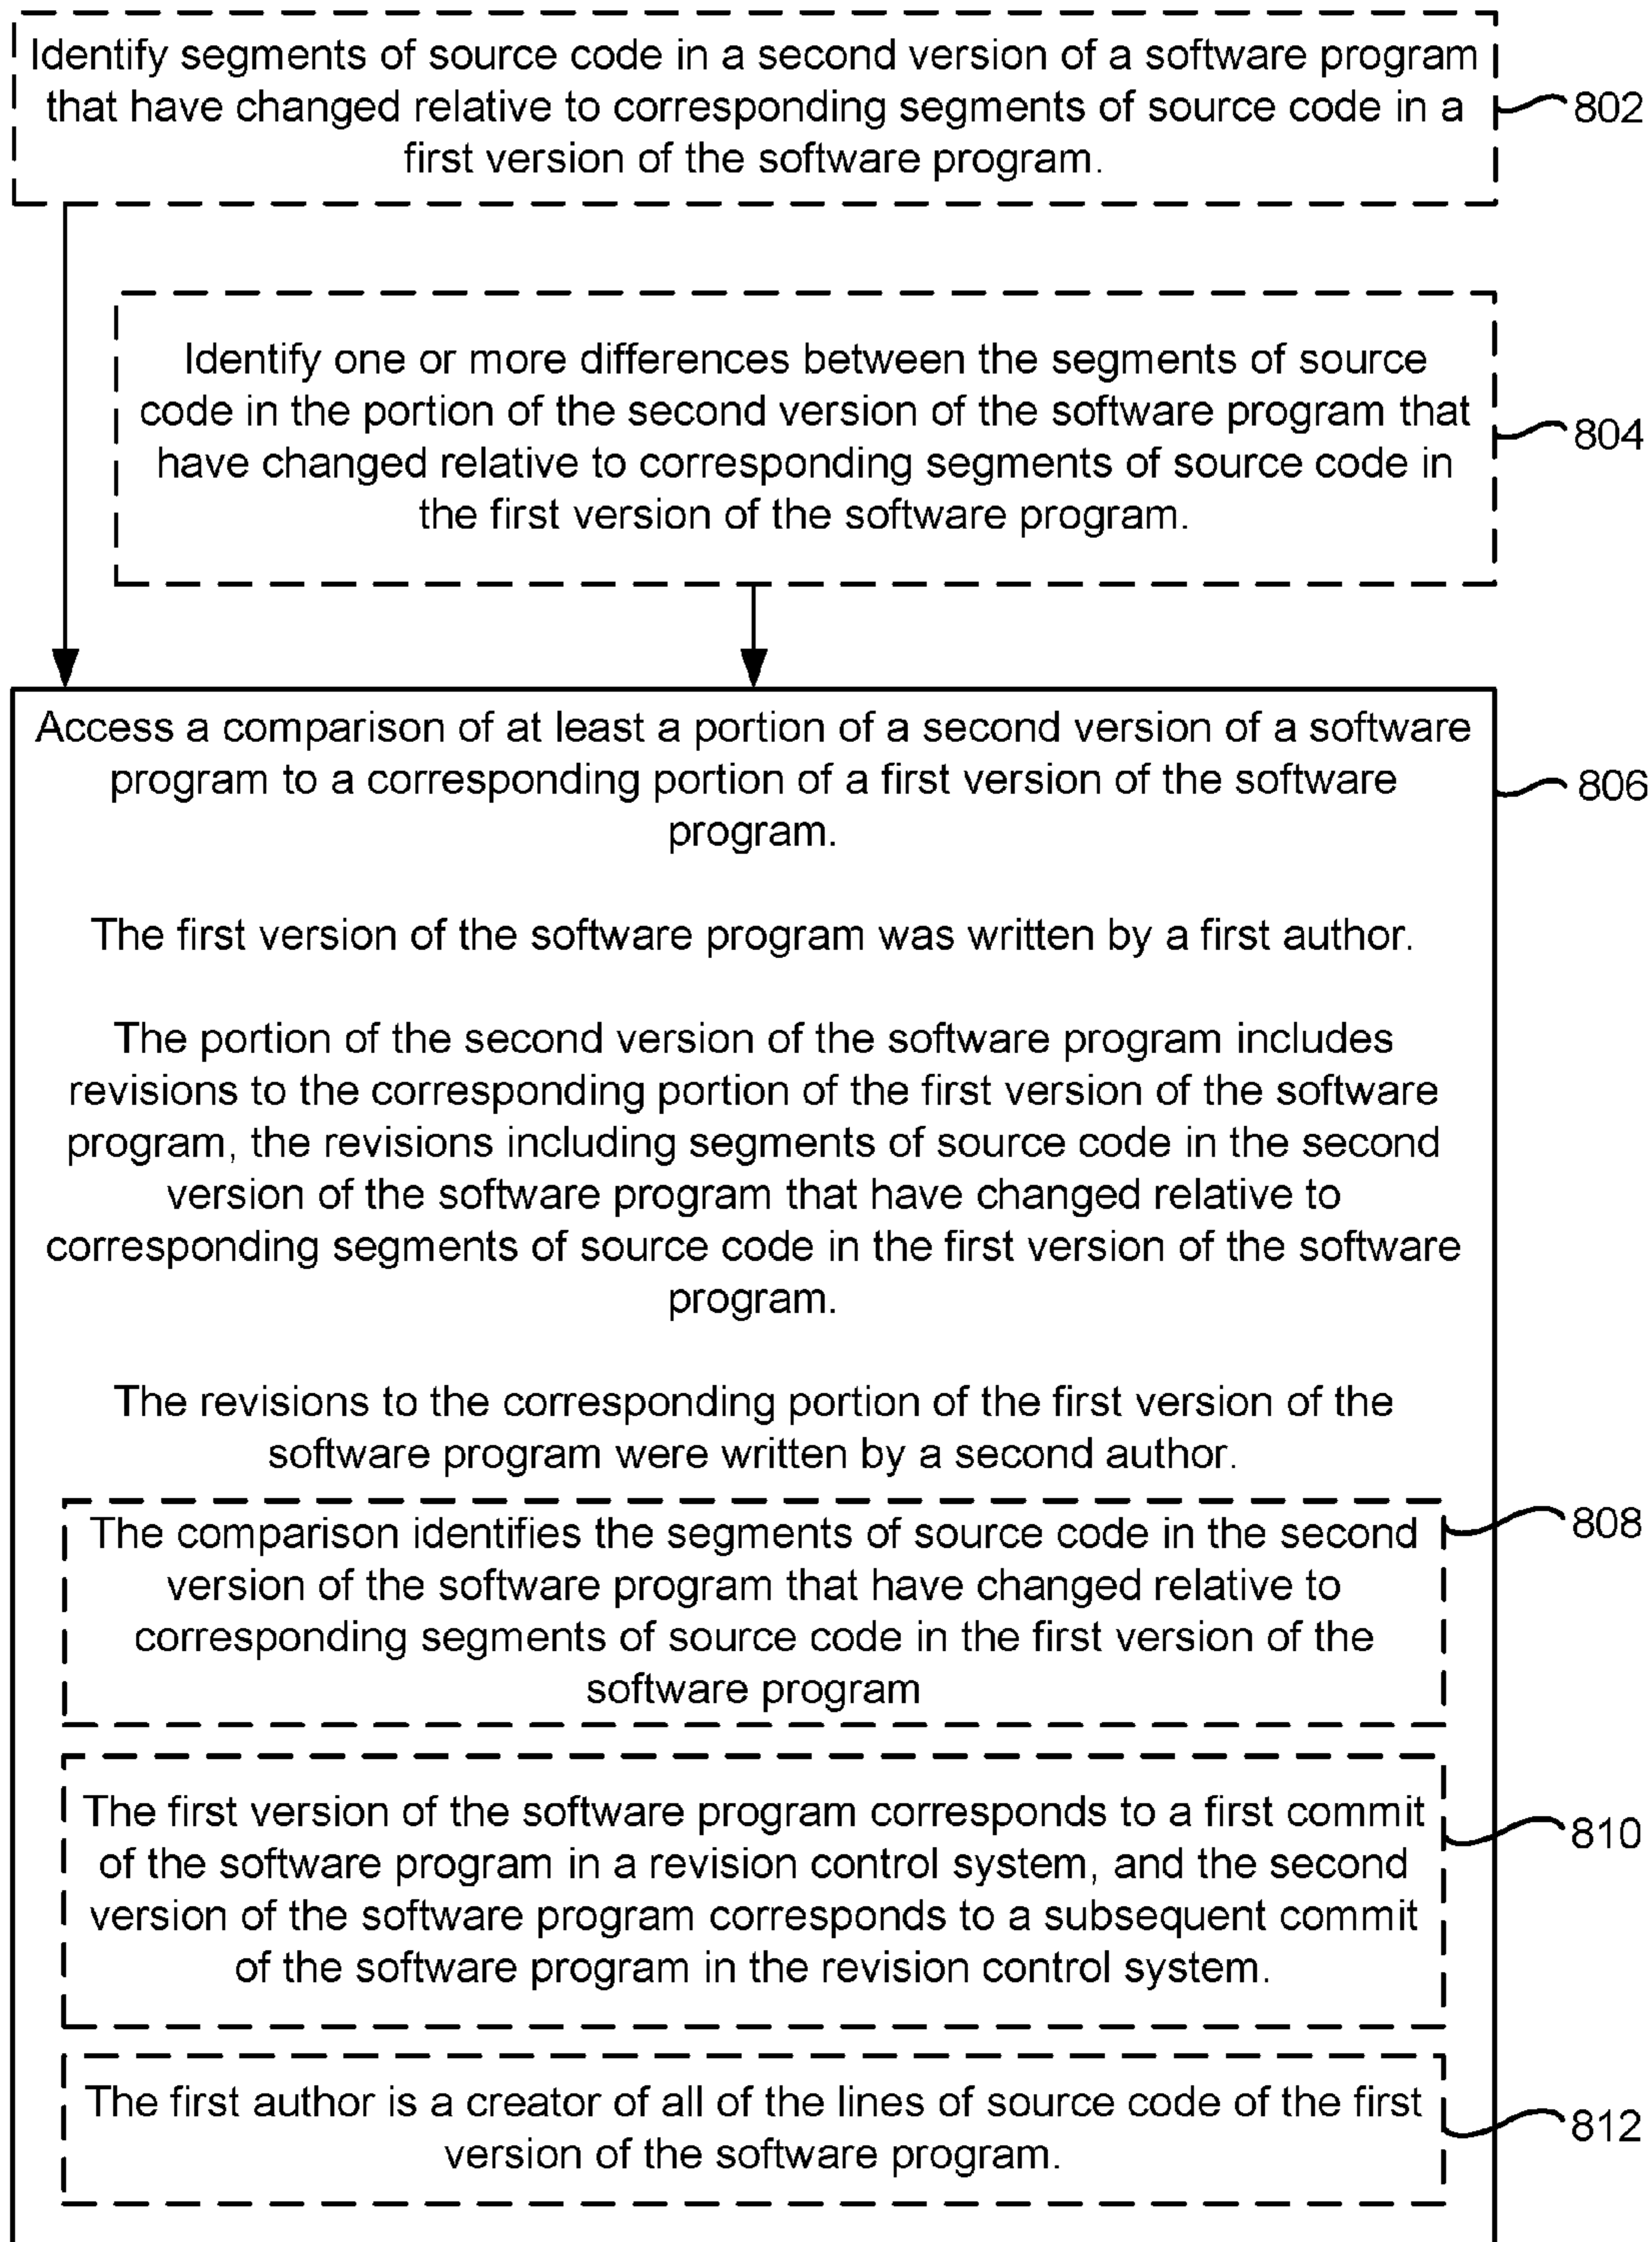 Identify segments of source code in a second version of a software program
that have changed relative to corresponding segments of source code in a
first version of the software program.
802
Identify one or more differences between the segments of source
code in the portion of the second version of the software program that
have changed relative to corresponding segments of source code in
the first version of the software program.
804
Access a comparison of at least a portion of a second version of a software
program to a corresponding portion of a first version of the software
program.
806
The first version of the software program was written by a first author.
The portion of the second version of the software program includes
revisions to the corresponding portion of the first version of the software
program, the revisions including segments of source code in the second
version of the software program that have changed relative to
corresponding segments of source code in the first version of the software
program.
The revisions to the corresponding portion of the first version of the
software program were written by a second author.
The comparison identifies the segments of source code in the second
version of the software program that have changed relative to
corresponding segments of source code in the first version of the
software program
808
The first version of the software program corresponds to a first commit
of the software program in a revision control system, and the second
version of the software program corresponds to a subsequent commit
of the software program in the revision control system.
810
The first author is a creator of all of the lines of source code of the first
version of the software program.
812